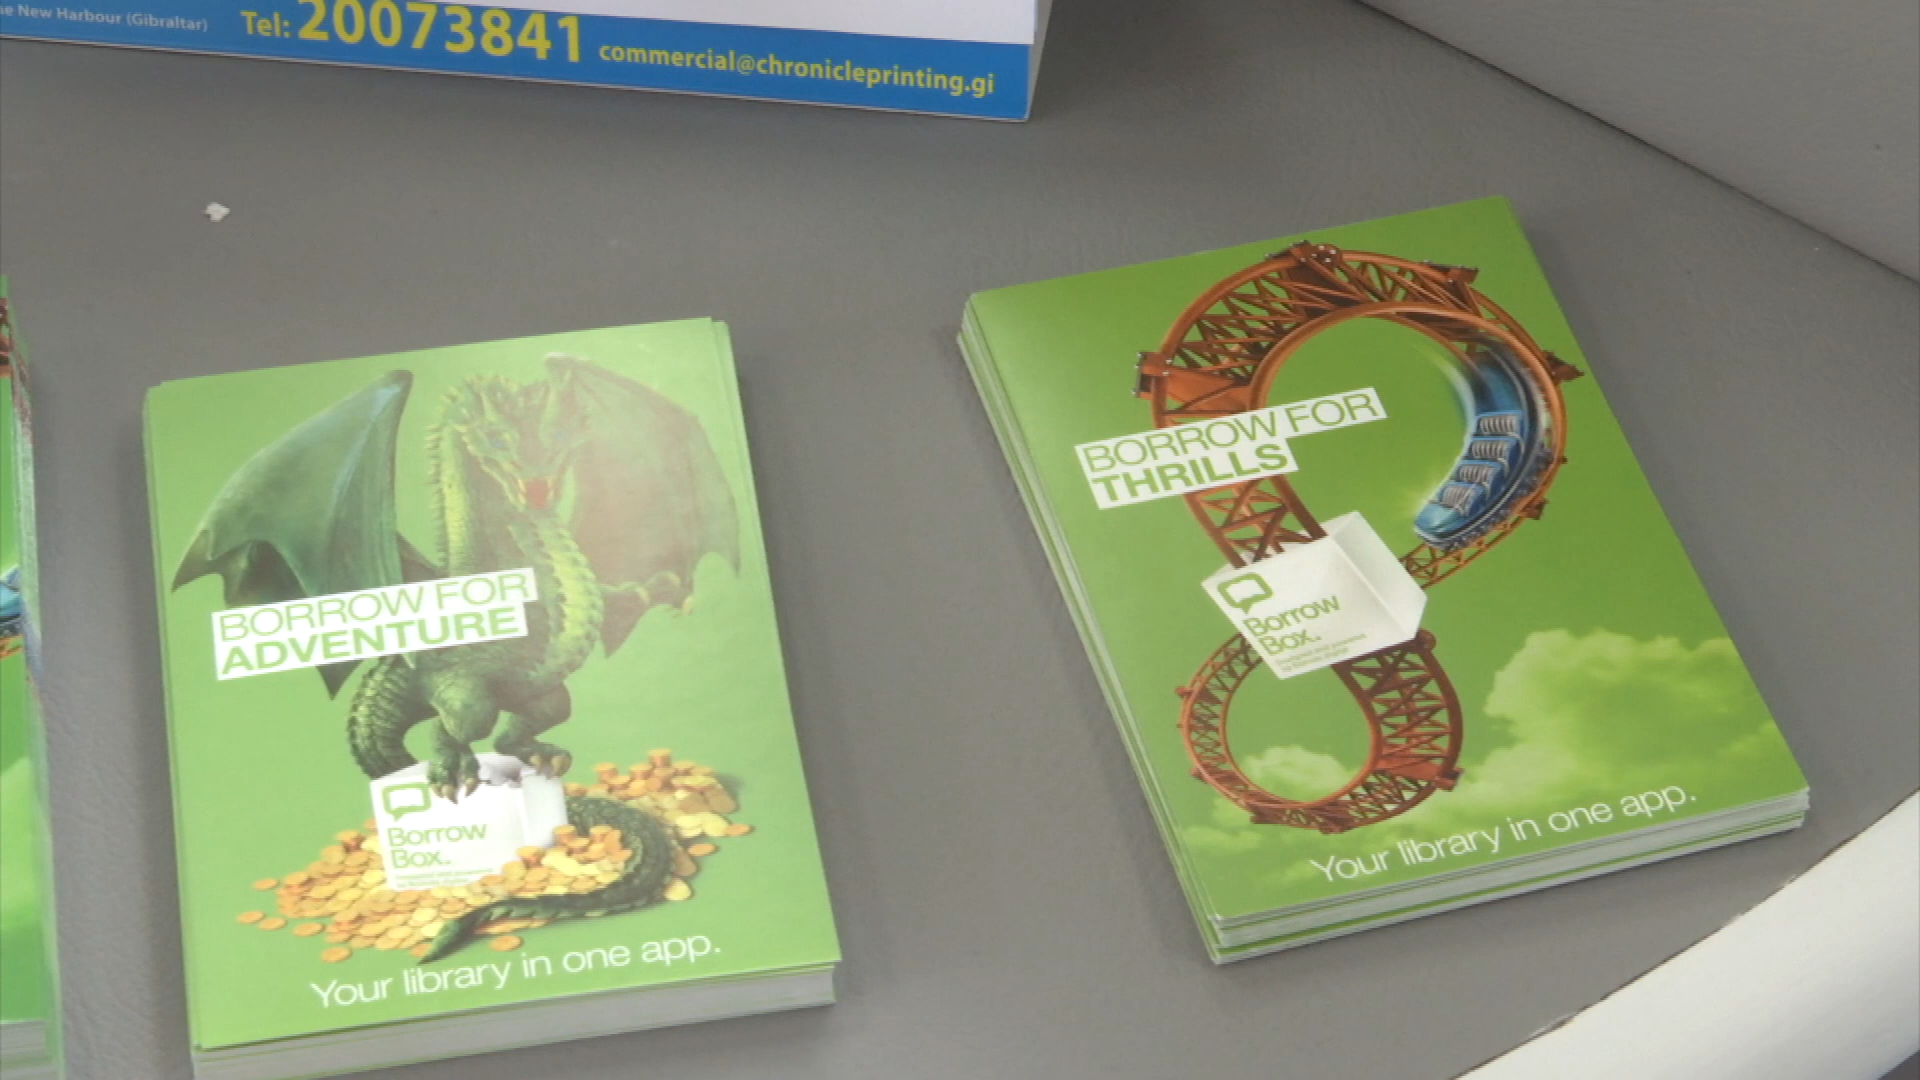 e New Harbour (Gibraltar) Tel: 20073841 commercial@chronicleprinting.gi
BORROW FOR
ADVENTURE
Borrow
Box.
Your library in one app.
BORROW FOR
THRILLS
Borrow
Box.
Your library in one app.